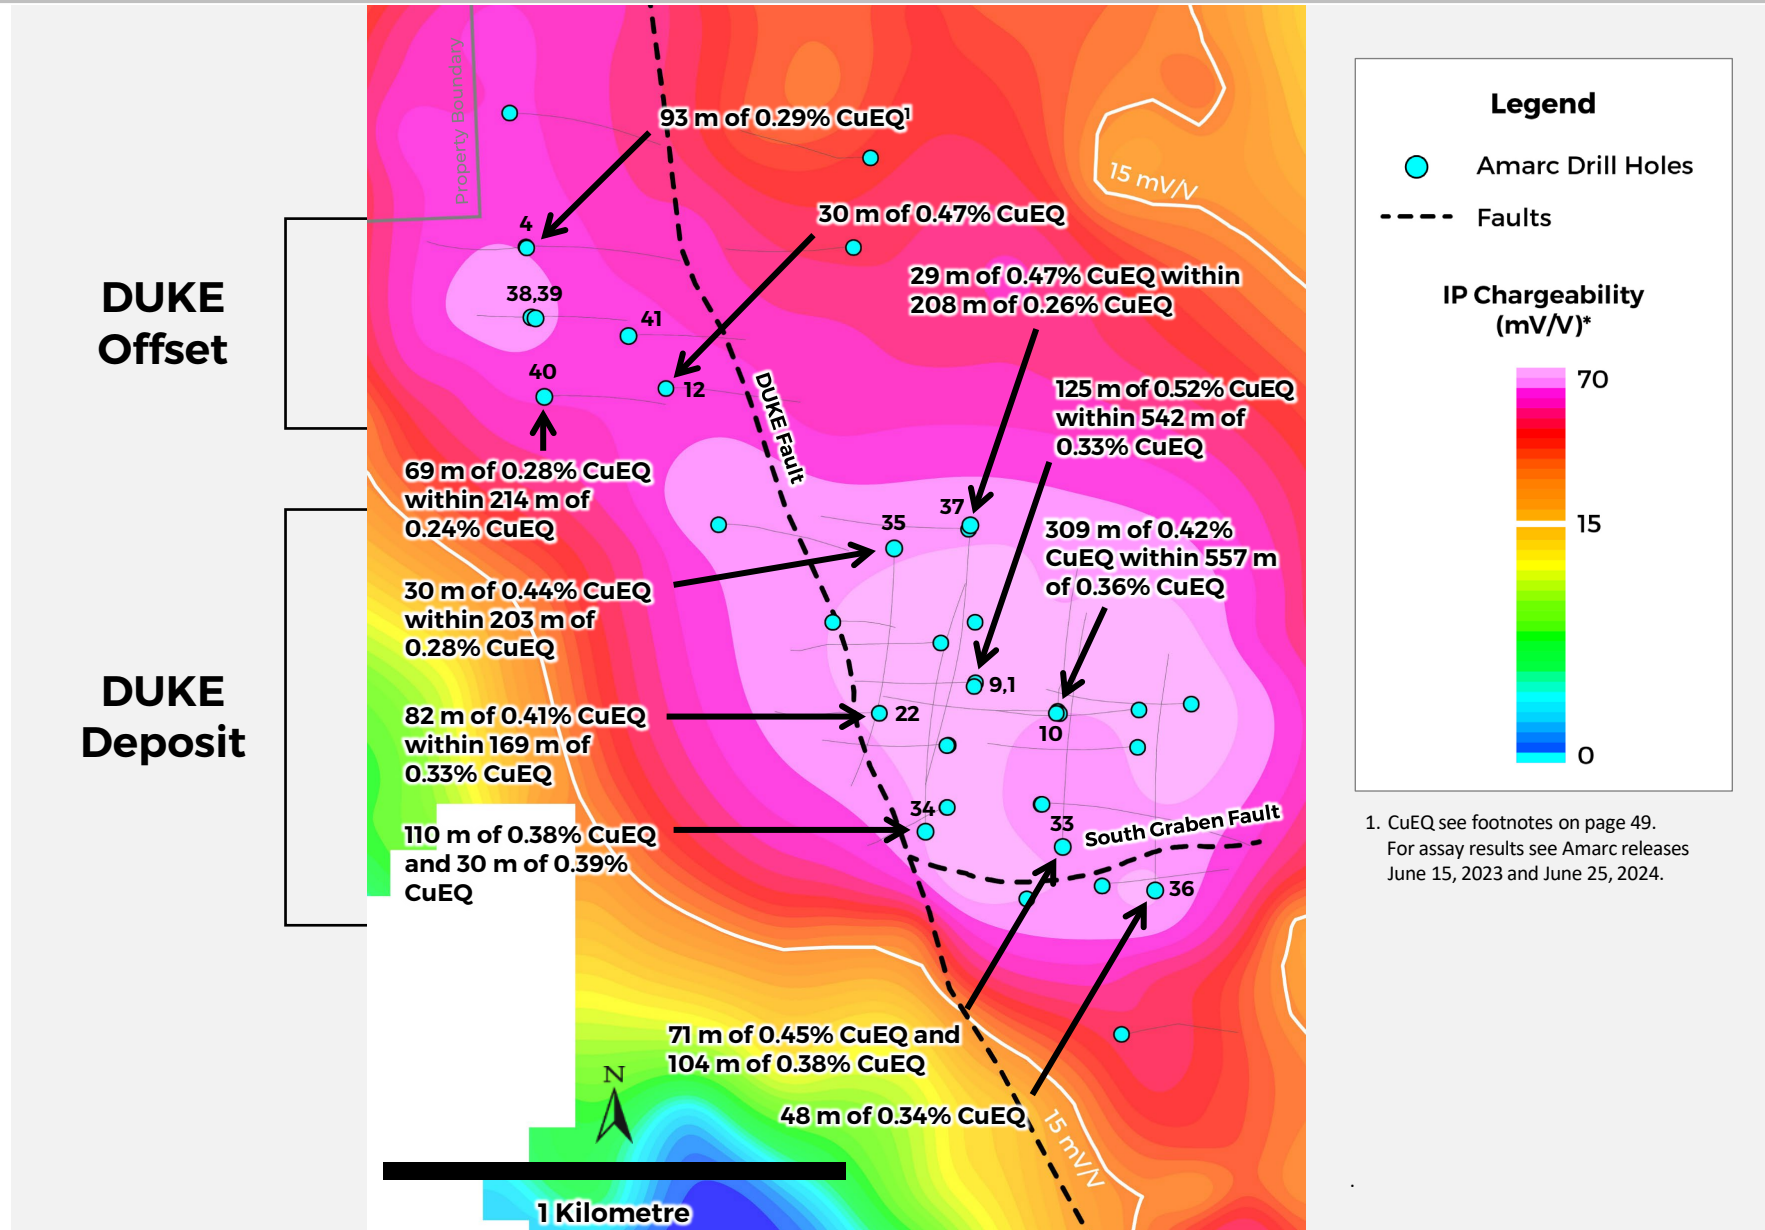 Property Boundary
93 m of 0.29% CuEQ¹
15 mV/V
30 m of 0.47% CuEQ
4
29 m of 0.47% CuEQ within
208 m of 0.26% CuEQ
DUKE
Offset
38,39
41
40
12
DUKE Fault
125 m of 0.52% CuEQ
within 542 m of
0.33% CuEQ
69 m of 0.28% CuEQ
within 214 m of
0.24% CuEQ
37
35
309 m of 0.42%
CuEQ within 557 m
of 0.36% CuEQ
30 m of 0.44% CuEQ
within 203 m of
0.28% CuEQ
DUKE
Deposit
9,1
22
10
82 m of 0.41% CuEQ
within 169 m of
0.33% CuEQ
34
33
South Graben Fault
110 m of 0.38% CuEQ
and 30 m of 0.39%
CuEQ
36
71 m of 0.45% CuEQ and
104 m of 0.38% CuEQ
48 m of 0.34% CuEQ
15 mV/V
N
1 Kilometre
Legend
Amarc Drill Holes
Faults
IP Chargeability
(mV/V)*
70
15
0
1. CuEQ see footnotes on page 49.
For assay results see Amarc releases
June 15, 2023 and June 25, 2024.
.